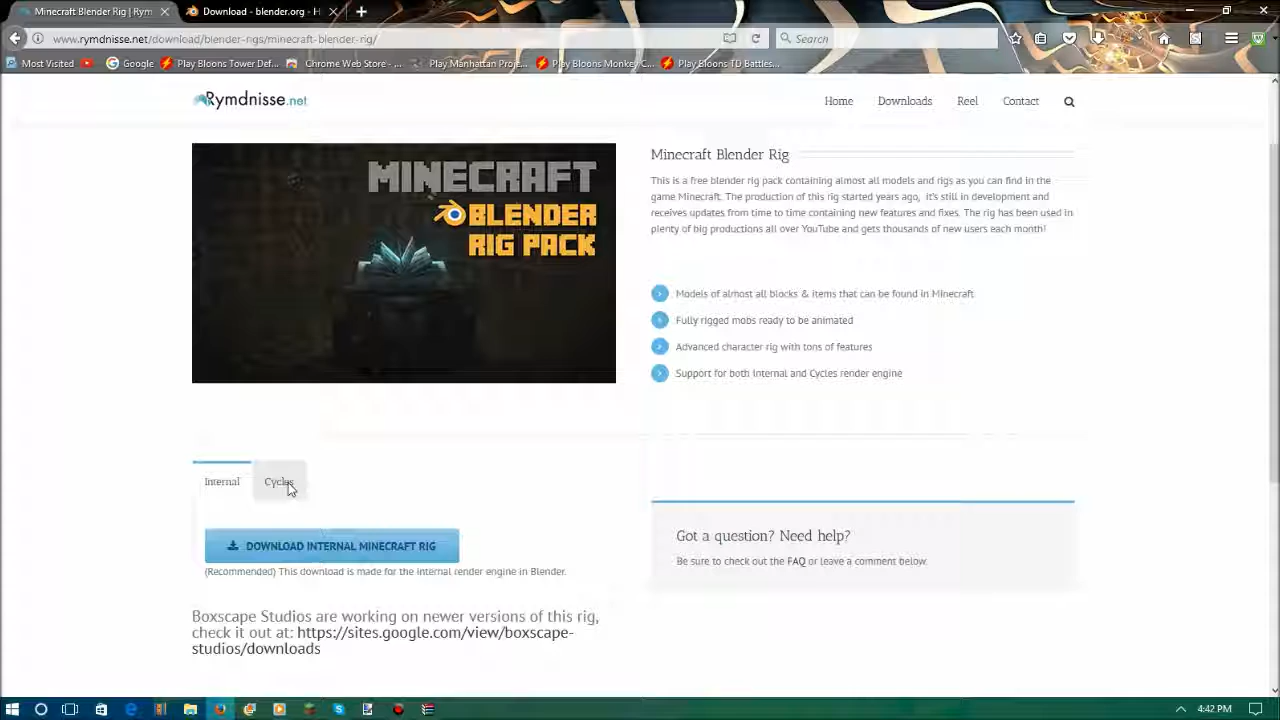 Minecraft Blender Rig | Rym
Download - blender.org - H
www.rymdnisse.net/download/blender-rigs/minecraft-blender-rig/
Search
Most Visited
Google
Play Bloons Tower Def...
Chrome Web Store - ...
Play Manhattan Proje...
Play Bloons Monkey C...
Play Bloons TD Battles...
Rymdnisse.net
Home
Downloads
Reel
Contact
MINECRAFT
BLENDER
RIG PACK
Minecraft Blender Rig
This is a free blender rig pack containing almost all models and rigs as you can find in the
game Minecraft. The production of this rig started years ago, it's still in development and
receives updates from time to time containing new features and fixes. The rig has been used in
plenty of big productions all over YouTube and gets thousands of new users each month!
Models of almost all blocks & items that can be found in Minecraft
Fully rigged mobs ready to be animated
Advanced character rig with tons of features
Support for both Internal and Cycles render engine
Internal
Cycles
DOWNLOAD INTERNAL MINECRAFT RIG
(Recommended) This download is made for the internal render engine in Blender.
Got a question? Need help?
Be sure to check out the FAQ or leave a comment below.
Boxscape Studios are working on newer versions of this rig,
check it out at: https://sites.google.com/view/boxscape-
studios/downloads
4:42 PM